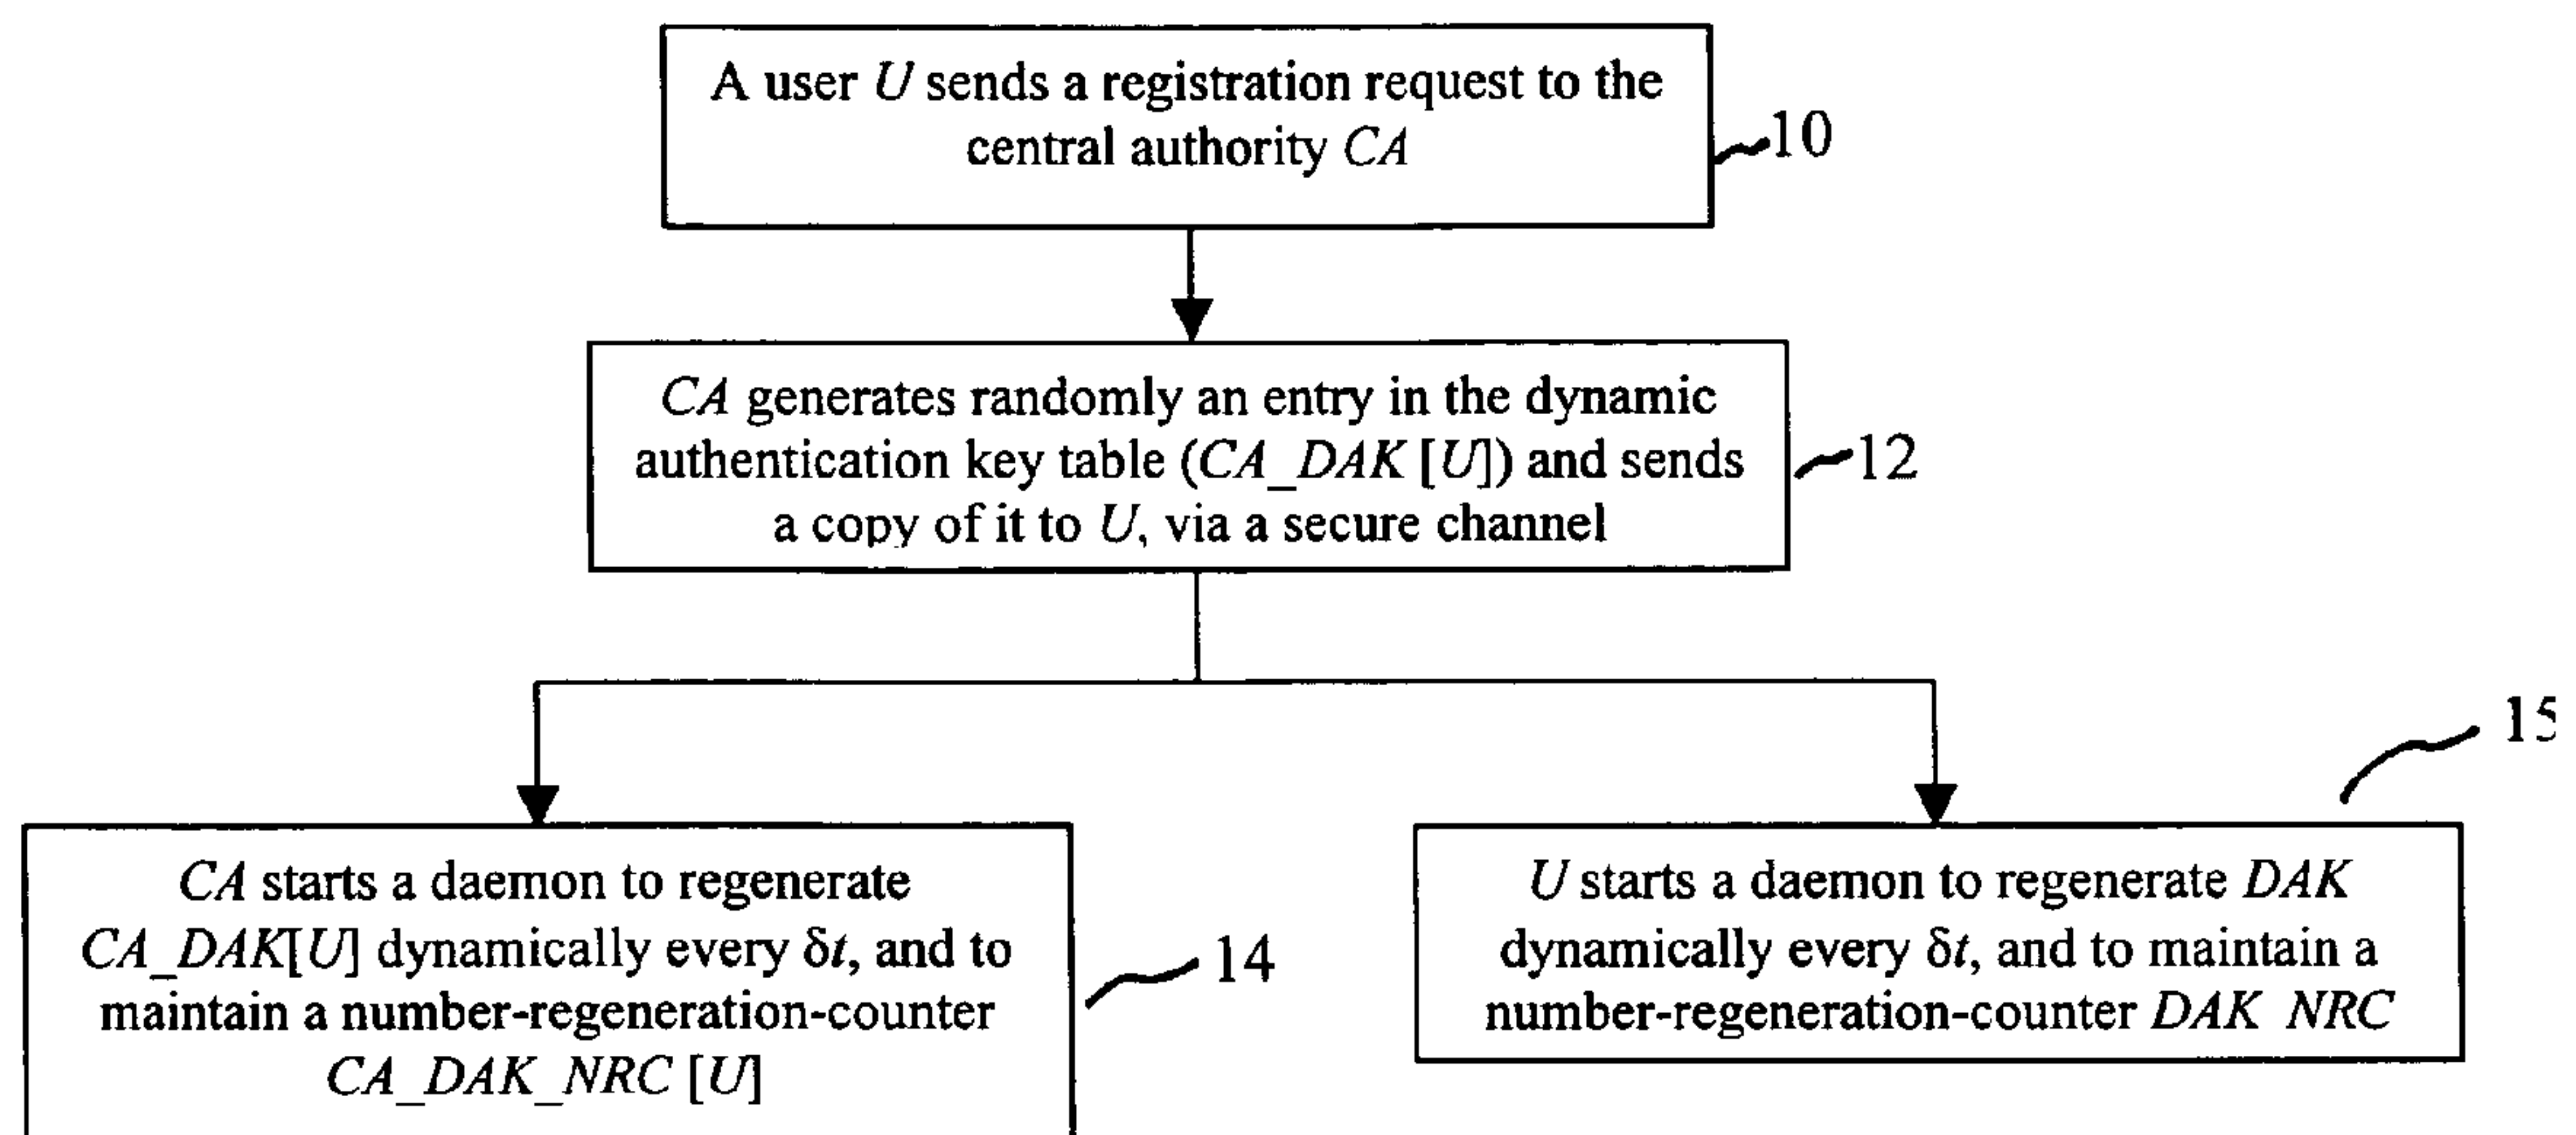 A user U sends a registration request to the
central authority CA
10
CA generates randomly an entry in the dynamic
authentication key table (CA_DAK [U]) and sends
a copy of it to U, via a secure channel
12
15
CA starts a daemon to regenerate
CA_DAK[U] dynamically every δt, and to
maintain a number-regeneration-counter
CA_DAK_NRC [U]
14
U starts a daemon to regenerate DAK
dynamically every δt, and to maintain a
number-regeneration-counter DAK NRC